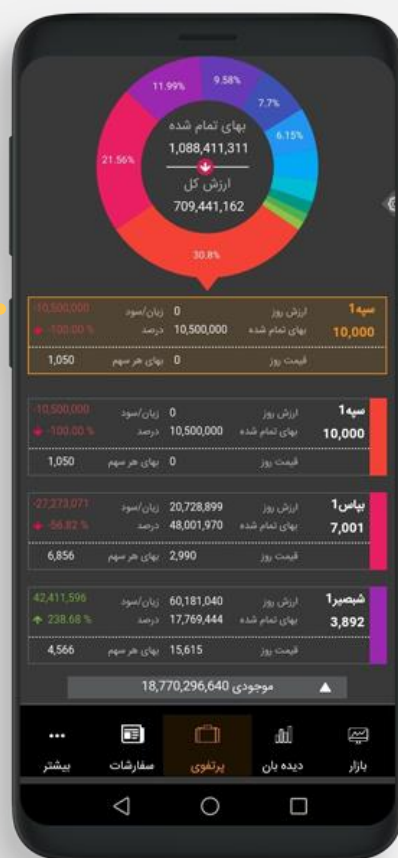 9.58%
11.99%
7.7%
6.15%
21.56%
30.8%
بهای تمام شده
1,088,411,311
ارزش کل
709,441,162
سپه1 ارزش روز 0 زیان/سود -10,500,000
10,000 بهای تمام شده 10,500,000 درصد -100.00 %
قیمت روز 0 بهای هر سهم 1,050
سپه1 ارزش روز 0 زیان/سود -10,500,000
10,000 بهای تمام شده 10,500,000 درصد -100.00 %
قیمت روز 0 بهای هر سهم 1,050
بپاس1 ارزش روز 20,728,899 زیان/سود -27,273,071
7,001 بهای تمام شده 48,001,970 درصد -56.82 %
قیمت روز 2,990 بهای هر سهم 6,856
شبصیر1 ارزش روز 60,181,040 زیان/سود 42,411,596
3,892 بهای تمام شده 17,769,444 درصد 238.68 %
قیمت روز 15,615 بهای هر سهم 4,566
موجودی 18,770,296,640
بازار دیده بان پرتفوی سفارشات بیشتر